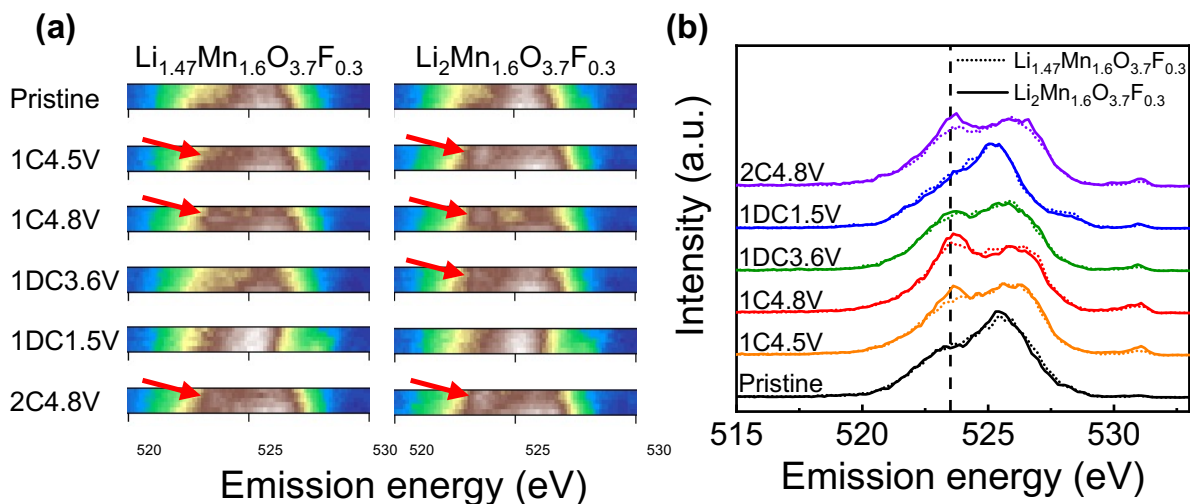 (a)
Li1.47Mn1.6O3.7F0.3 Li2Mn1.6O3.7F0.3
Pristine
1C4.5V
1C4.8V
1DC3.6V
1DC1.5V
2C4.8V
520 525 530 520 525 530
Emission energy (eV)
(b)
Li1.47Mn1.6O3.7F0.3
Li2Mn1.6O3.7F0.3
2C4.8V
1DC1.5V
1DC3.6V
1C4.8V
1C4.5V
Pristine
Intensity (a.u.)
515 520 525 530
Emission energy (eV)